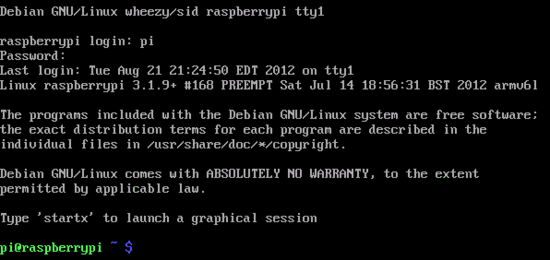 Debian GNU/Linux wheezy/sid raspberrypi tty1
raspberrypi login: pi
Password:
Last login: Tue Aug 21 21:24:50 EDT 2012 on tty1
Linux raspberrypi 3.1.9+ #168 PREEMPT Sat Jul 14 18:56:31 BST 2012 armv6l
The programs included with the Debian GNU/Linux system are free software;
the exact distribution terms for each program are described in the
individual files in /usr/share/doc/*/copyright.
Debian GNU/Linux comes with ABSOLUTELY NO WARRANTY, to the extent
permitted by applicable law.
Type 'startx' to launch a graphical session
pi@raspberrypi ~ $